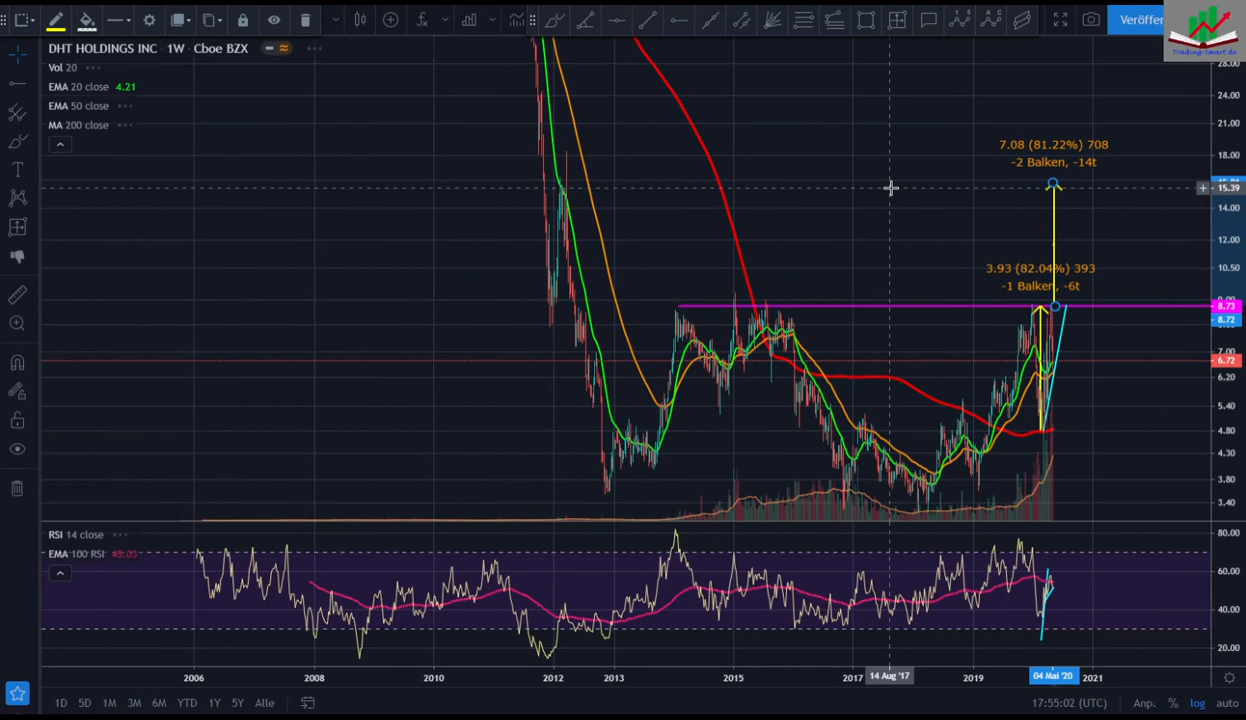 Veröffer
Trading-Smart.de
DHT HOLDINGS INC · 1W · Cboe BZX
Vol 20
EMA 20 close 4.21
EMA 50 close
MA 200 close
28.00
24.00
21.00
18.00
15.39
14.00
12.00
10.50
8.73
8.72
7.00
6.72
6.20
5.40
4.80
4.30
3.80
3.40
7.08 (81.22%) 708
-2 Balken, -14t
3.93 (82.04%) 393
-1 Balken, -6t
RSI 14 close
EMA 100 RSI
80.00
60.00
40.00
20.00
2006 2008 2010 2012 2013 2015 2017 14 Aug '17 2019 04 Mai '20 2021
1D 5D 1M 3M 6M YTD 1Y 5Y Alle
17:55:02 (UTC) Anp. % log auto